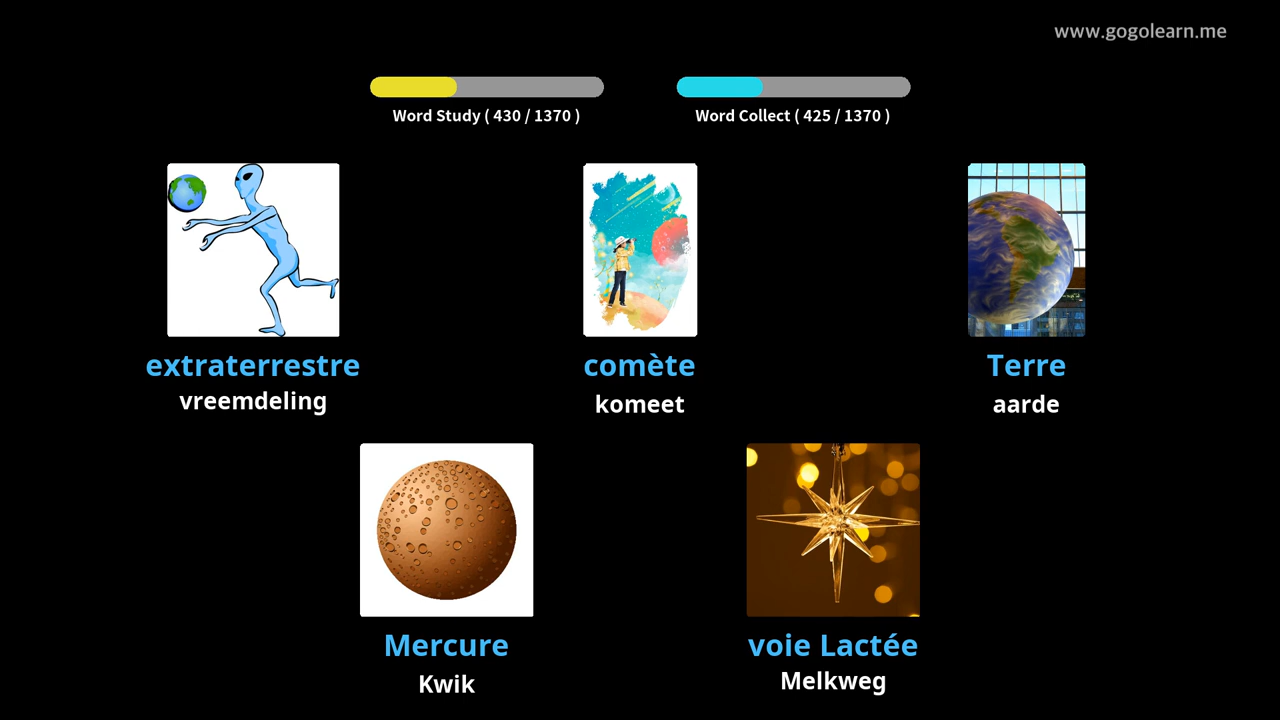 www.gogolearn.me
Word Study ( 430 / 1370 )
Word Collect ( 425 / 1370 )
extraterrestre
vreemdeling
comète
komeet
Terre
aarde
Mercure
Kwik
voie Lactée
Melkweg